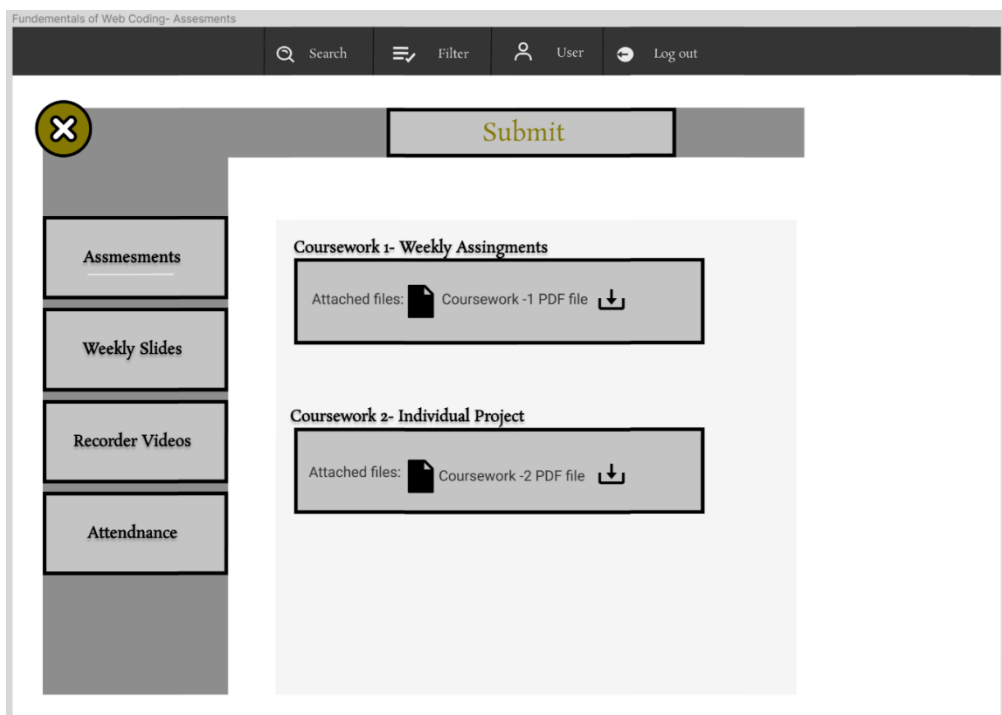 Fundementals of Web Coding- Assesments
Search Filter User Log out
Submit
Assmesments
Weekly Slides
Recorder Videos
Attendnance
Coursework 1- Weekly Assingments
Attached files: Coursework -1 PDF file
Coursework 2- Individual Project
Attached files: Coursework -2 PDF file